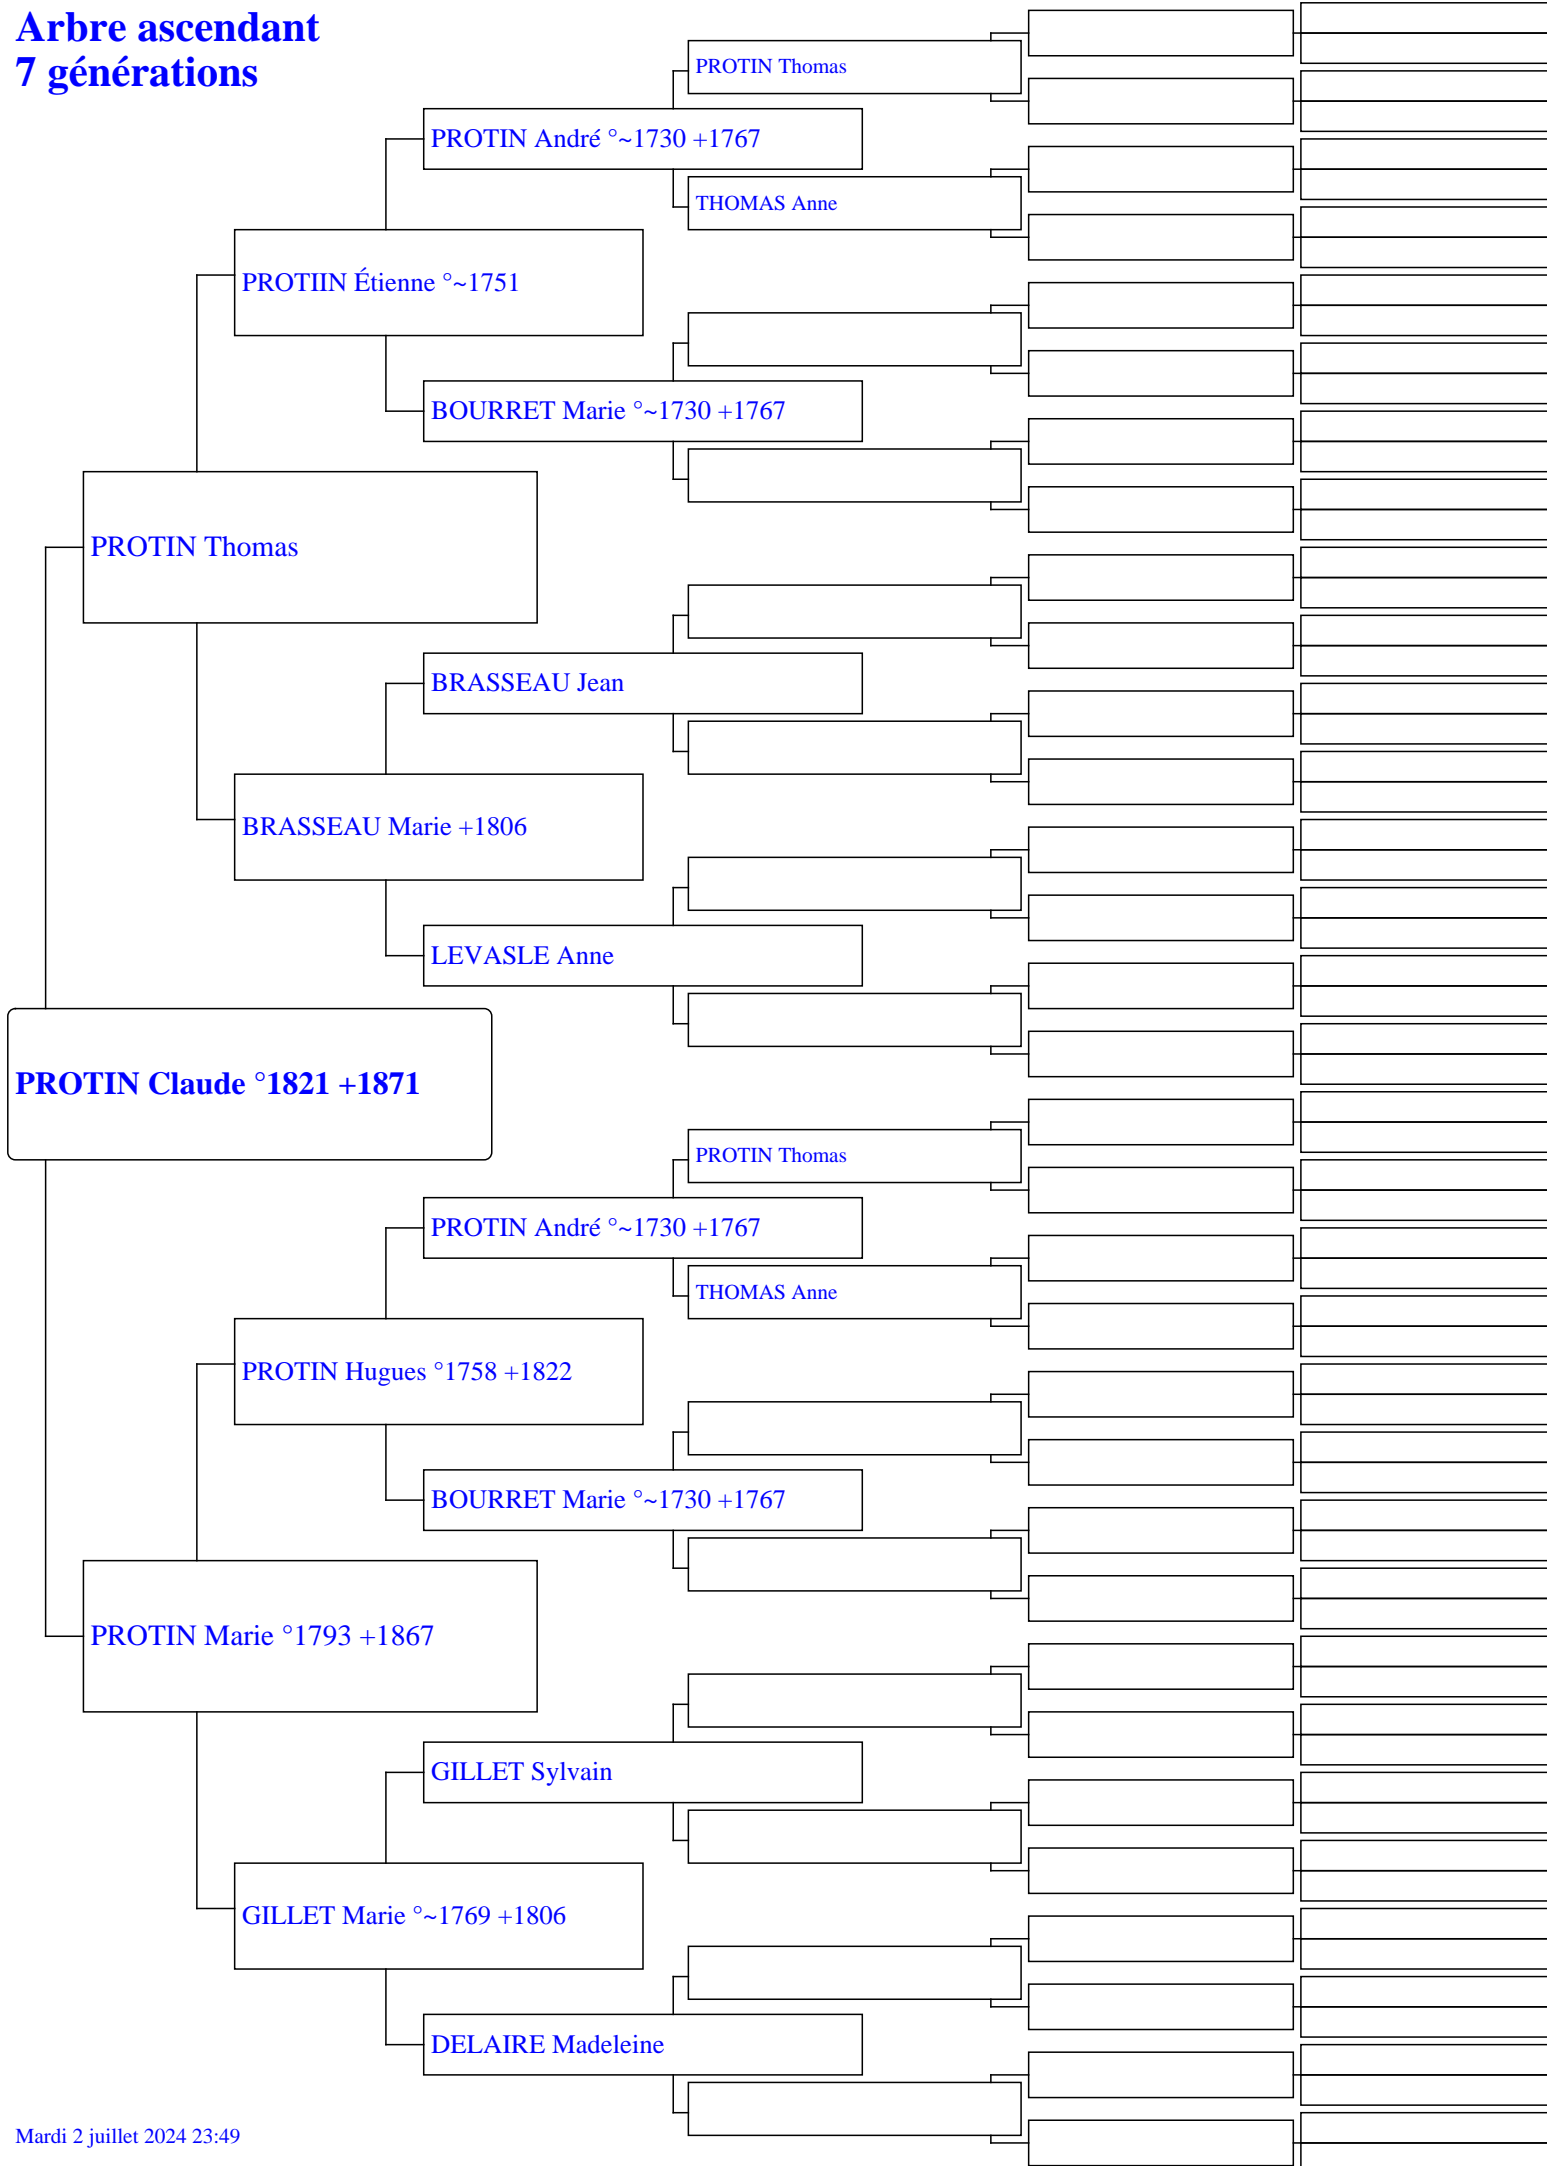 Arbre ascendant
7 générations
PROTIN Thomas
PROTIN André °~1730 +1767
THOMAS Anne
PROTIIN Étienne °~1751
BOURRET Marie °~1730 +1767
PROTIN Thomas
BRASSEAU Jean
BRASSEAU Marie +1806
LEVASLE Anne
PROTIN Claude °1821 +1871
PROTIN Thomas
PROTIN André °~1730 +1767
THOMAS Anne
PROTIN Hugues °1758 +1822
BOURRET Marie °~1730 +1767
PROTIN Marie °1793 +1867
GILLET Sylvain
GILLET Marie °~1769 +1806
DELAIRE Madeleine
Mardi 2 juillet 2024 23:49